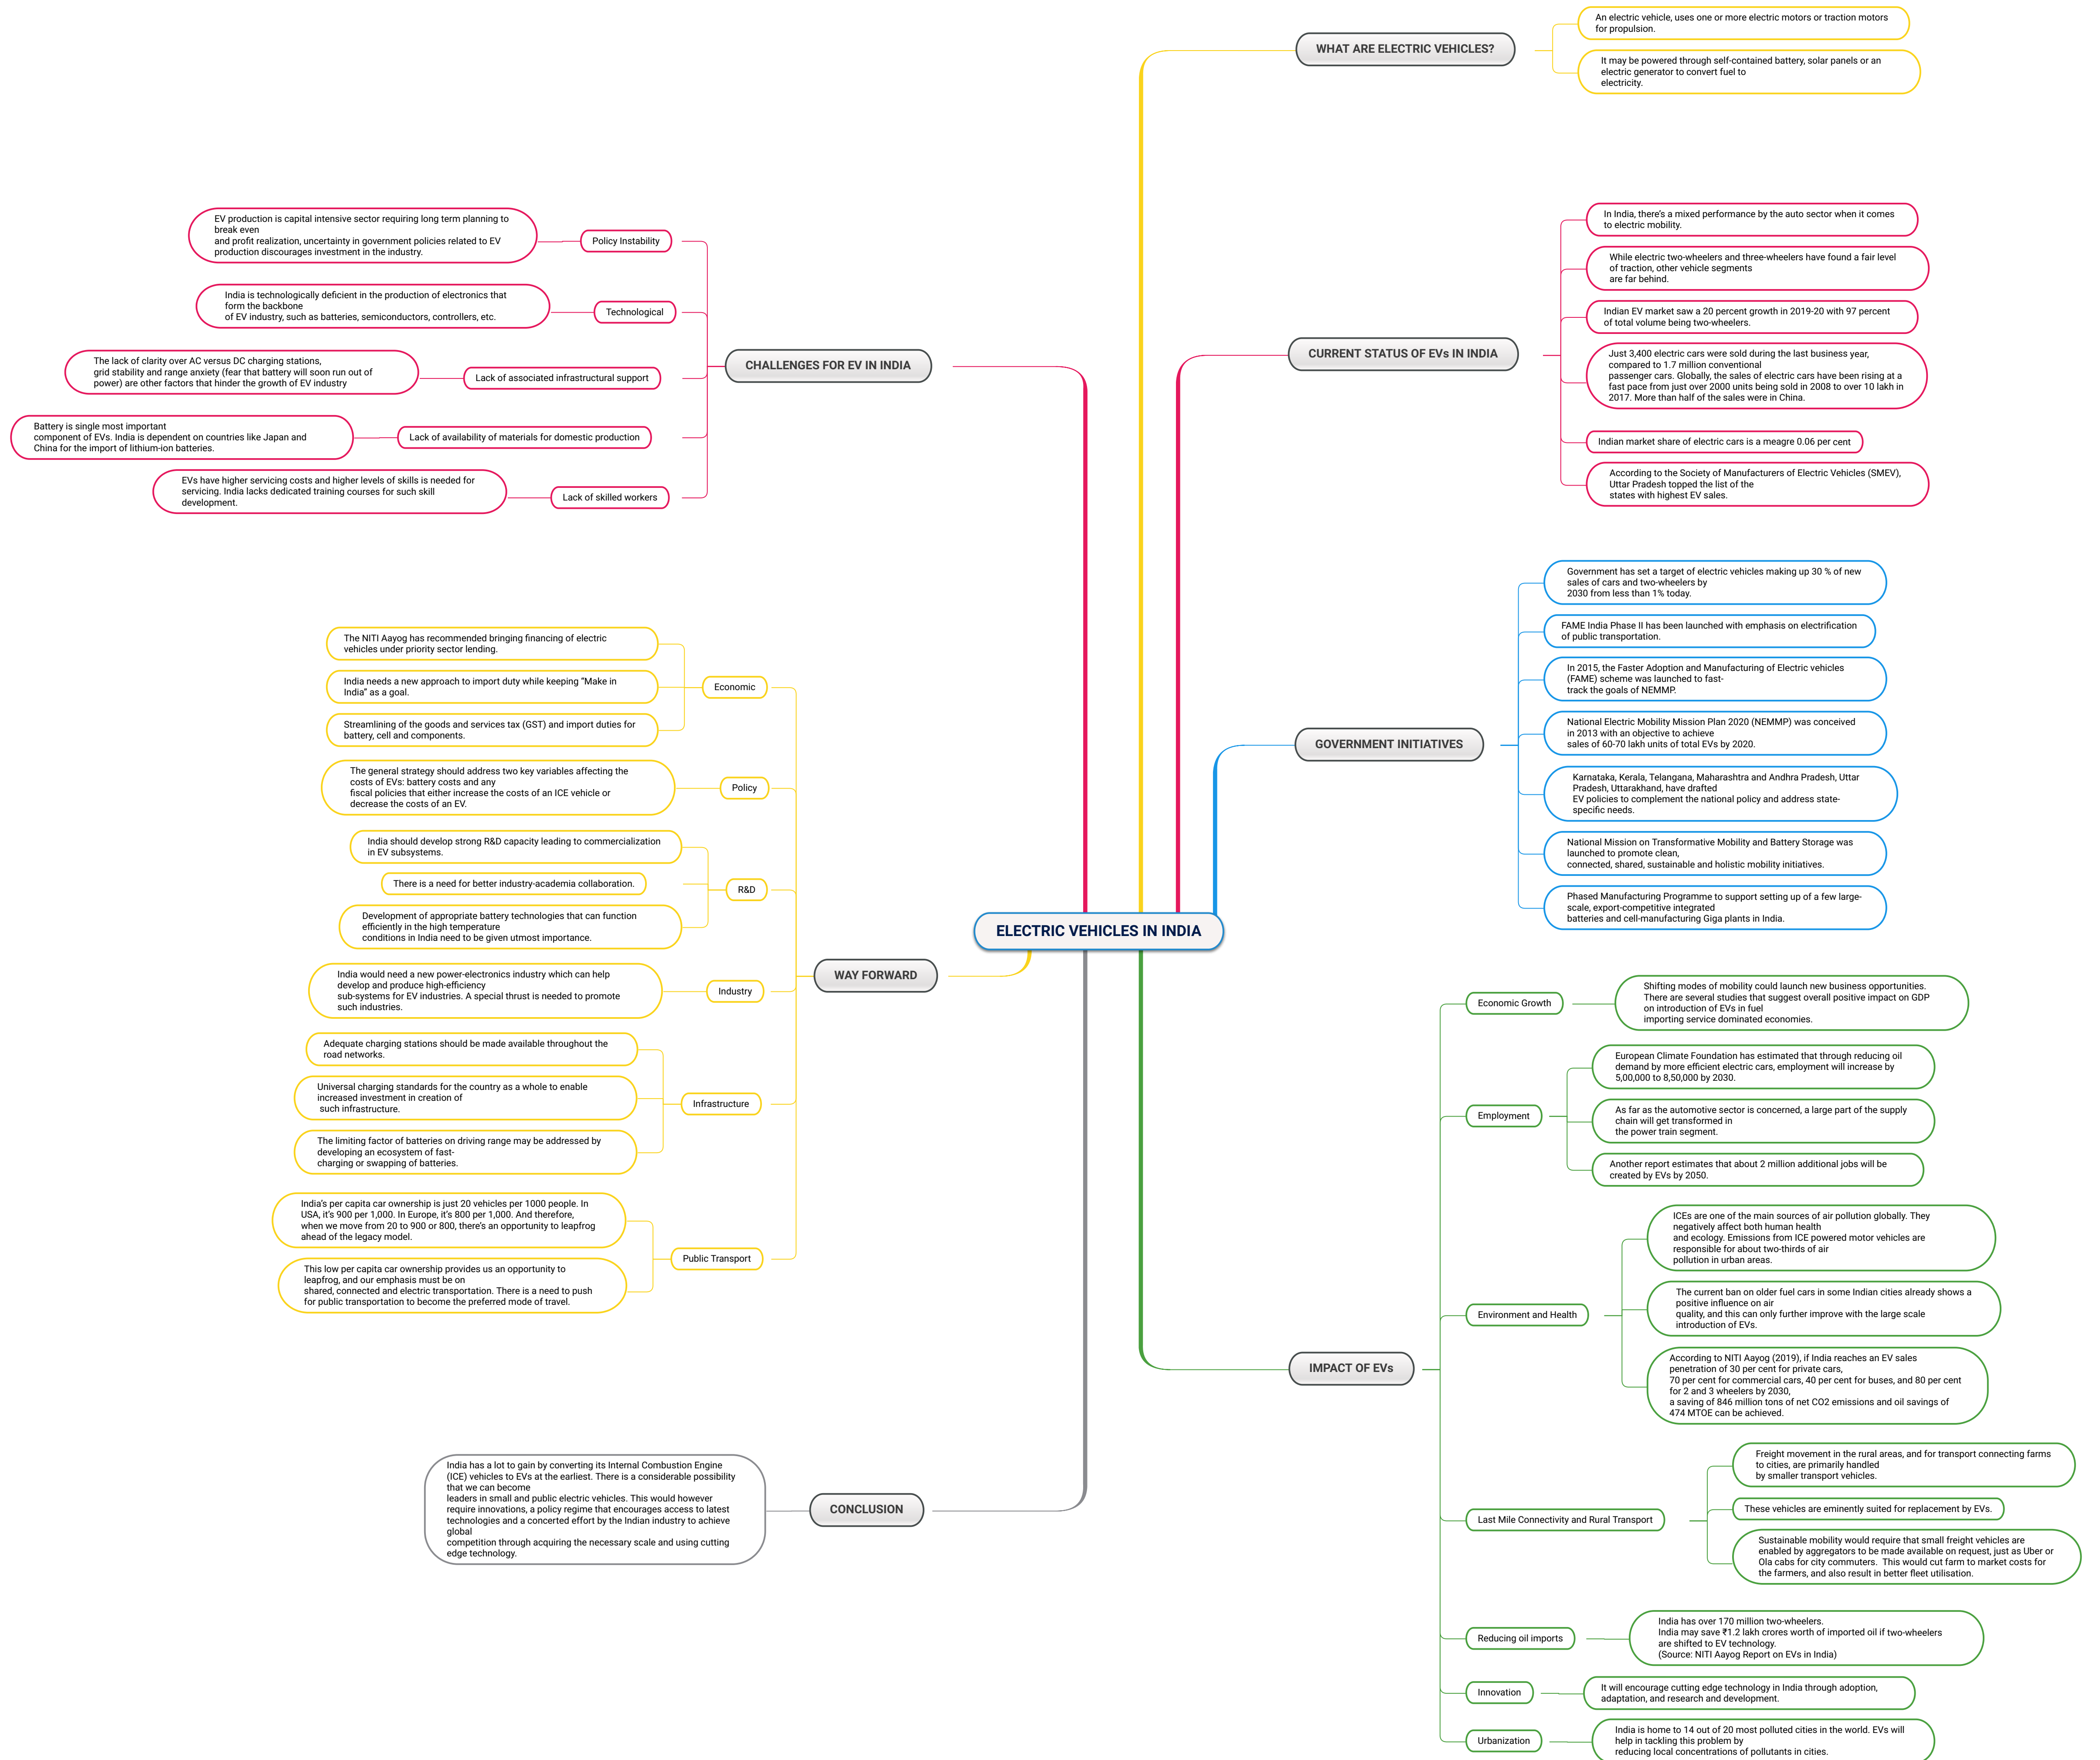 WHAT ARE ELECTRIC VEHICLES?
An electric vehicle, uses one or more electric motors or traction motors
for propulsion.
It may be powered through self-contained battery, solar panels or an
electric generator to convert fuel to
electricity.
CURRENT STATUS OF EVs IN INDIA
In India, there's a mixed performance by the auto sector when it comes
to electric mobility.
While electric two-wheelers and three-wheelers have found a fair level
of traction, other vehicle segments
are far behind.
Indian EV market saw a 20 percent growth in 2019-20 with 97 percent
of total volume being two-wheelers.
Just 3,400 electric cars were sold during the last business year,
compared to 1.7 million conventional
passenger cars. Globally, the sales of electric cars have been rising at a
fast pace from just over 2000 units being sold in 2008 to over 10 lakh in
2017. More than half of the sales were in China.
Indian market share of electric cars is a meagre 0.06 per cent
According to the Society of Manufacturers of Electric Vehicles (SMEV),
Uttar Pradesh topped the list of the
states with highest EV sales.
GOVERNMENT INITIATIVES
Government has set a target of electric vehicles making up 30 % of new
sales of cars and two-wheelers by
2030 from less than 1% today.
FAME India Phase II has been launched with emphasis on electrification
of public transportation.
In 2015, the Faster Adoption and Manufacturing of Electric vehicles
(FAME) scheme was launched to fast-
track the goals of NEMMP.
National Electric Mobility Mission Plan 2020 (NEMMP) was conceived
in 2013 with an objective to achieve
sales of 60-70 lakh units of total EVs by 2020.
Karnataka, Kerala, Telangana, Maharashtra and Andhra Pradesh, Uttar
Pradesh, Uttarakhand, have drafted
EV policies to complement the national policy and address state-
specific needs.
National Mission on Transformative Mobility and Battery Storage was
launched to promote clean,
connected, shared, sustainable and holistic mobility initiatives.
Phased Manufacturing Programme to support setting up of a few large-
scale, export-competitive integrated
batteries and cell-manufacturing Giga plants in India.
IMPACT OF EVs
Economic Growth
Shifting modes of mobility could launch new business opportunities.
There are several studies that suggest overall positive impact on GDP
on introduction of EVs in fuel
importing service dominated economies.
Employment
European Climate Foundation has estimated that through reducing oil
demand by more efficient electric cars, employment will increase by
5,00,000 to 8,50,000 by 2030.
As far as the automotive sector is concerned, a large part of the supply
chain will get transformed in
the power train segment.
Another report estimates that about 2 million additional jobs will be
created by EVs by 2050.
Environment and Health
ICEs are one of the main sources of air pollution globally. They
negatively affect both human health
and ecology. Emissions from ICE powered motor vehicles are
responsible for about two-thirds of air
pollution in urban areas.
The current ban on older fuel cars in some Indian cities already shows a
positive influence on air
quality, and this can only further improve with the large scale
introduction of EVs.
According to NITI Aayog (2019), if India reaches an EV sales
penetration of 30 per cent for private cars,
70 per cent for commercial cars, 40 per cent for buses, and 80 per cent
for 2 and 3 wheelers by 2030,
a saving of 846 million tons of net CO2 emissions and oil savings of
474 MTOE can be achieved.
Last Mile Connectivity and Rural Transport
Freight movement in the rural areas, and for transport connecting farms
to cities, are primarily handled
by smaller transport vehicles.
These vehicles are eminently suited for replacement by EVs.
Sustainable mobility would require that small freight vehicles are
enabled by aggregators to be made available on request, just as Uber or
Ola cabs for city commuters. This would cut farm to market costs for
the farmers, and also result in better fleet utilisation.
Reducing oil imports
India has over 170 million two-wheelers.
India may save ₹1.2 lakh crores worth of imported oil if two-wheelers
are shifted to EV technology.
(Source: NITI Aayog Report on EVs in India)
Innovation
It will encourage cutting edge technology in India through adoption,
adaptation, and research and development.
Urbanization
India is home to 14 out of 20 most polluted cities in the world. EVs will
help in tackling this problem by
reducing local concentrations of pollutants in cities.
ELECTRIC VEHICLES IN INDIA
CHALLENGES FOR EV IN INDIA
Policy Instability
EV production is capital intensive sector requiring long term planning to
break even
and profit realization, uncertainty in government policies related to EV
production discourages investment in the industry.
Technological
India is technologically deficient in the production of electronics that
form the backbone
of EV industry, such as batteries, semiconductors, controllers, etc.
Lack of associated infrastructural support
The lack of clarity over AC versus DC charging stations,
grid stability and range anxiety (fear that battery will soon run out of
power) are other factors that hinder the growth of EV industry
Lack of availability of materials for domestic production
Battery is single most important
component of EVs. India is dependent on countries like Japan and
China for the import of lithium-ion batteries.
Lack of skilled workers
EVs have higher servicing costs and higher levels of skills is needed for
servicing. India lacks dedicated training courses for such skill
development.
WAY FORWARD
Economic
The NITI Aayog has recommended bringing financing of electric
vehicles under priority sector lending.
India needs a new approach to import duty while keeping “Make in
India” as a goal.
Streamlining of the goods and services tax (GST) and import duties for
battery, cell and components.
Policy
The general strategy should address two key variables affecting the
costs of EVs: battery costs and any
fiscal policies that either increase the costs of an ICE vehicle or
decrease the costs of an EV.
R&D
India should develop strong R&D capacity leading to commercialization
in EV subsystems.
There is a need for better industry-academia collaboration.
Development of appropriate battery technologies that can function
efficiently in the high temperature
conditions in India need to be given utmost importance.
Industry
India would need a new power-electronics industry which can help
develop and produce high-efficiency
sub-systems for EV industries. A special thrust is needed to promote
such industries.
Infrastructure
Adequate charging stations should be made available throughout the
road networks.
Universal charging standards for the country as a whole to enable
increased investment in creation of
such infrastructure.
The limiting factor of batteries on driving range may be addressed by
developing an ecosystem of fast-
charging or swapping of batteries.
Public Transport
India's per capita car ownership is just 20 vehicles per 1000 people. In
USA, it's 900 per 1,000. In Europe, it's 800 per 1,000. And therefore,
when we move from 20 to 900 or 800, there's an opportunity to leapfrog
ahead of the legacy model.
This low per capita car ownership provides us an opportunity to
leapfrog, and our emphasis must be on
shared, connected and electric transportation. There is a need to push
for public transportation to become the preferred mode of travel.
CONCLUSION
India has a lot to gain by converting its Internal Combustion Engine
(ICE) vehicles to EVs at the earliest. There is a considerable possibility
that we can become
leaders in small and public electric vehicles. This would however
require innovations, a policy regime that encourages access to latest
technologies and a concerted effort by the Indian industry to achieve
global
competition through acquiring the necessary scale and using cutting
edge technology.